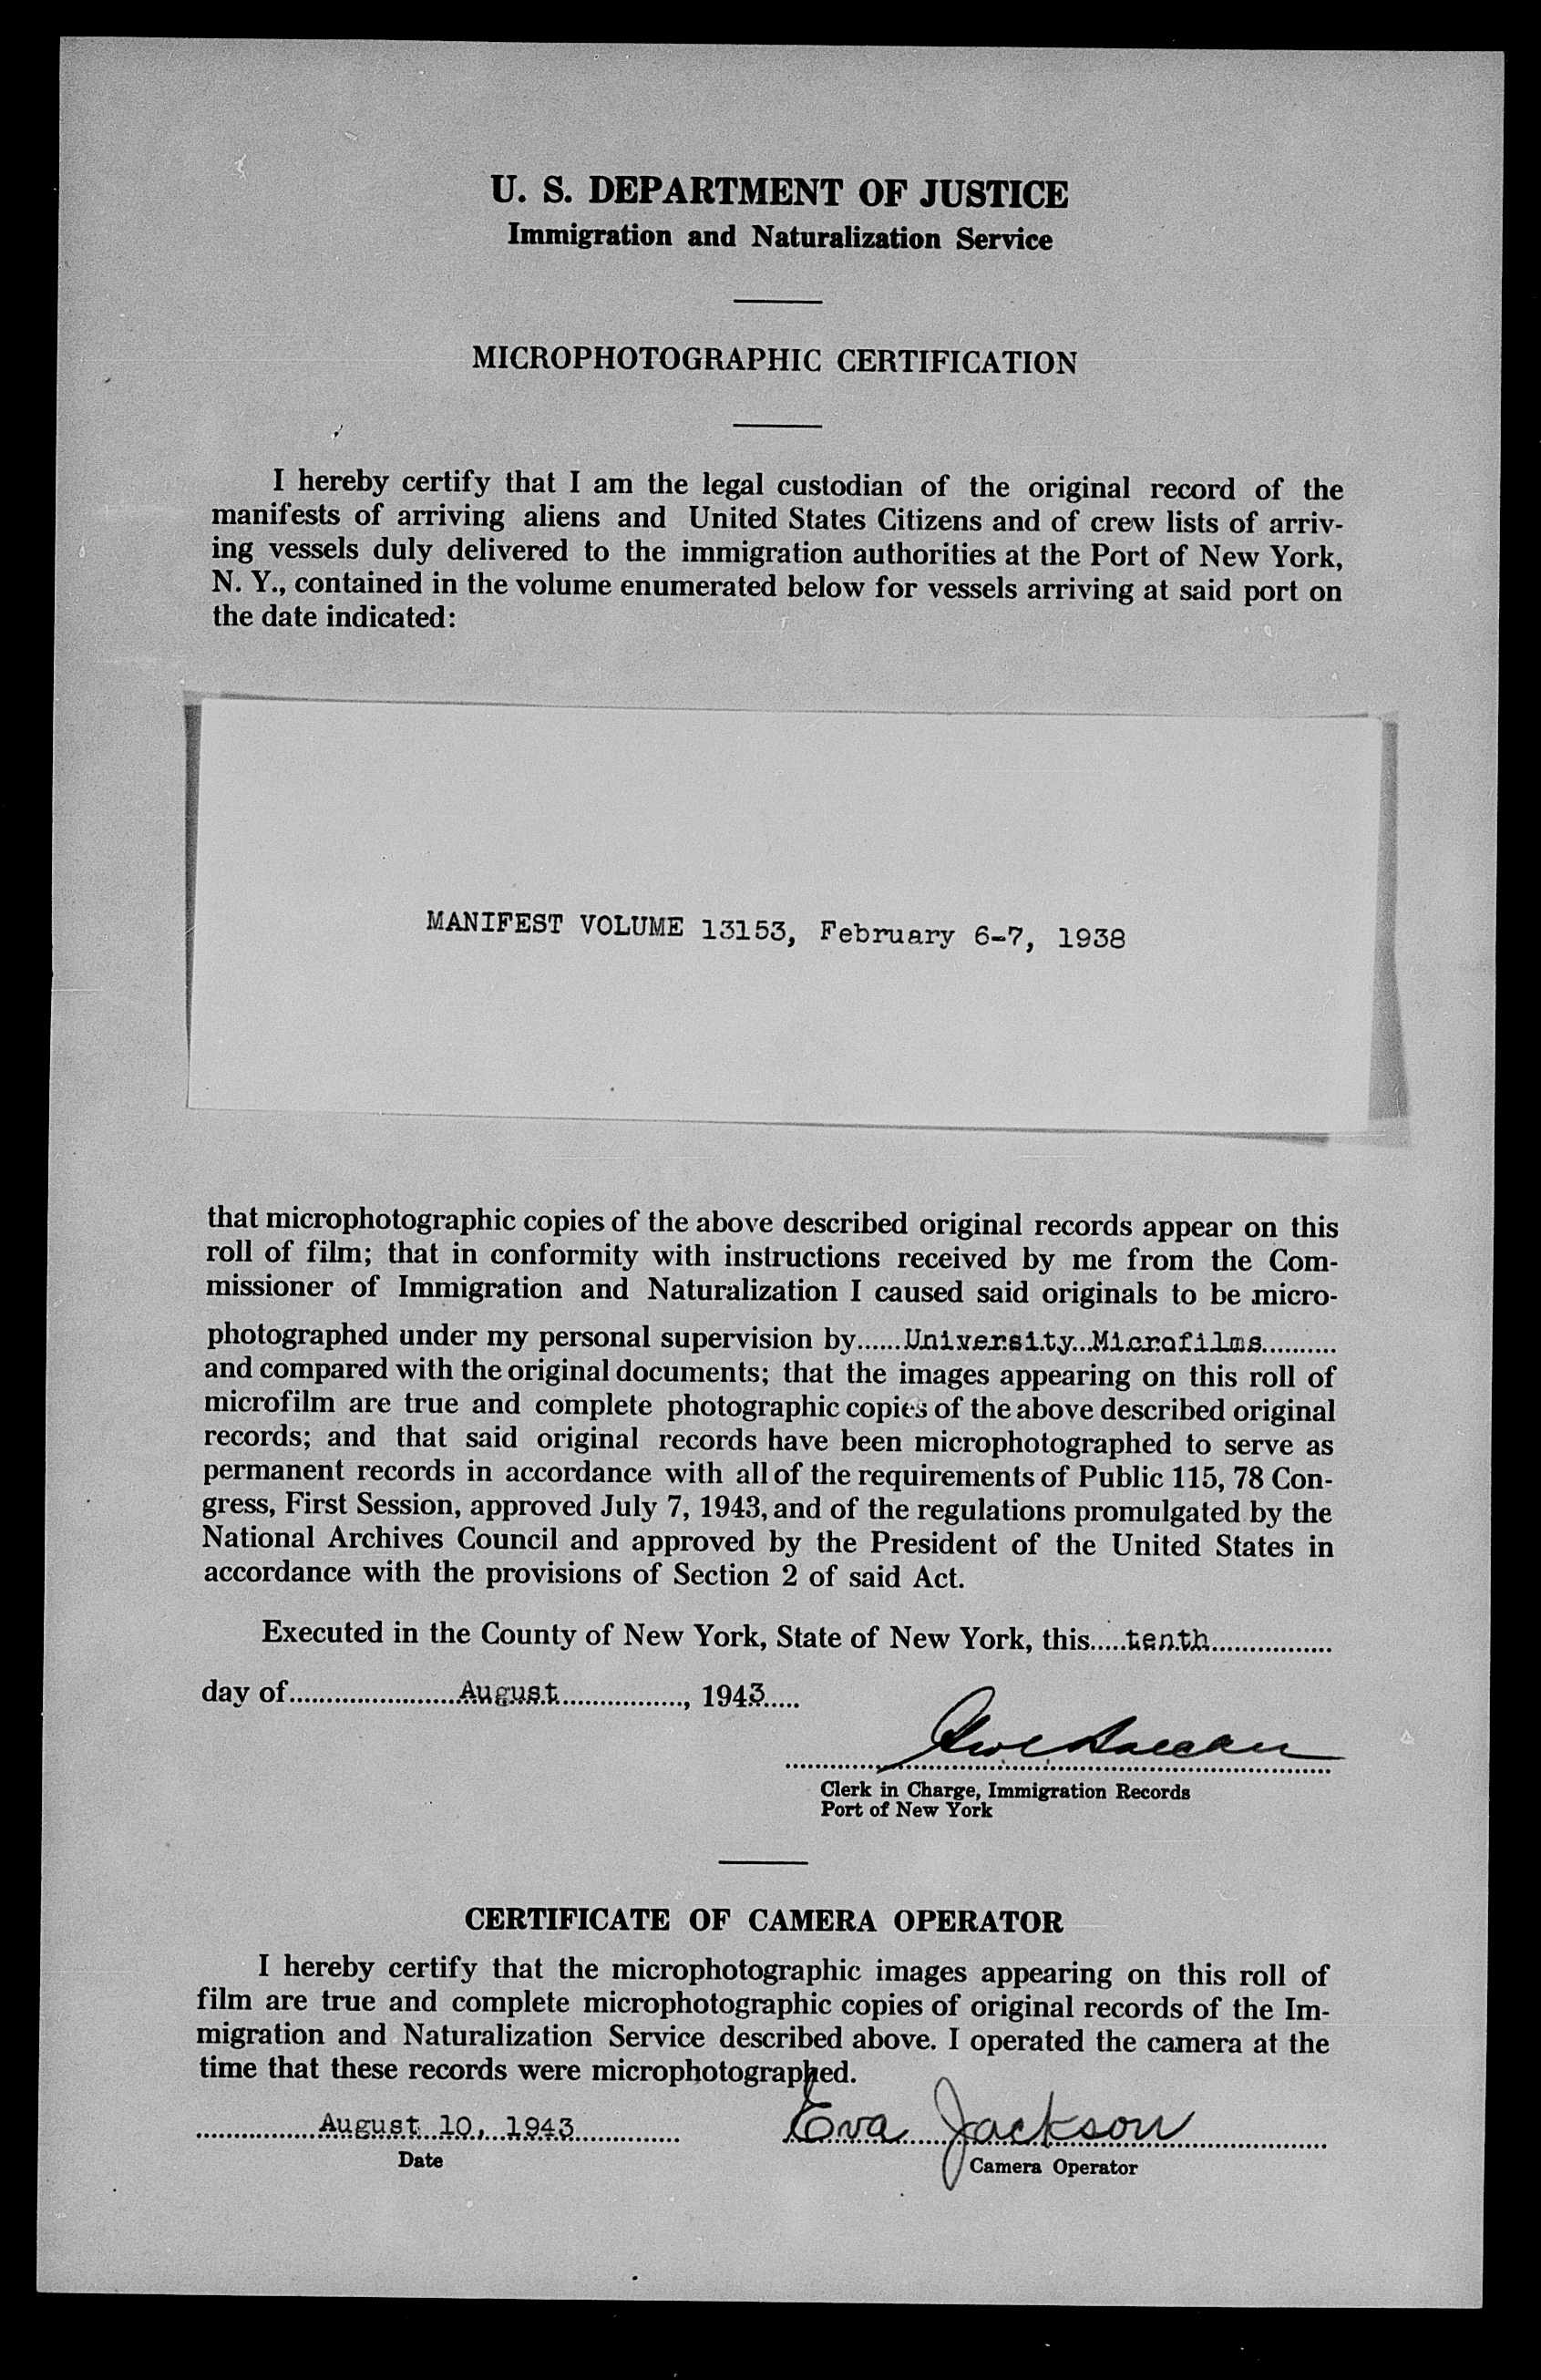 U. S. DEPARTMENT OF JUSTICE
Immigration and Naturalization Service
MICROPHOTOGRAPHIC CERTIFICATION
I hereby certify that I am the legal custodian of the original record of the
manifests of arriving aliens and United States Citizens and of crew lists of arriv-
ing vessels duly delivered to the immigration authorities at the Port of New York,
N. Y., contained in the volume enumerated below for vessels arriving at said port on
the date indicated:
MANIFEST VOLUME 13153, February 6-7, 1938
that microphotographic copies of the above described original records appear on this
roll of film; that in conformity with instructions received by me from the Com-
missioner of Immigration and Naturalization I caused said originals to be micro-
photographed under my personal supervision by......University Microfilms..........
and compared with the original documents; that the images appearing on this roll of
microfilm are true and complete photographic copies of the above described original
records; and that said original records have been microphotographed to serve as
permanent records in accordance with all of the requirements of Public 115, 78 Con-
gress, First Session, approved July 7, 1943, and of the regulations promulgated by the
National Archives Council and approved by the President of the United States in
accordance with the provisions of Section 2 of said Act.
Executed in the County of New York, State of New York, this.....tenth................
day of.......................August................, 1943.....
Clerk in Charge, Immigration Records
Port of New York
CERTIFICATE OF CAMERA OPERATOR
I hereby certify that the microphotographic images appearing on this roll of
film are true and complete microphotographic copies of original records of the Im-
migration and Naturalization Service described above. I operated the camera at the
time that these records were microphotographed.
August 10, 1943 Eva Jackson
Date Camera Operator